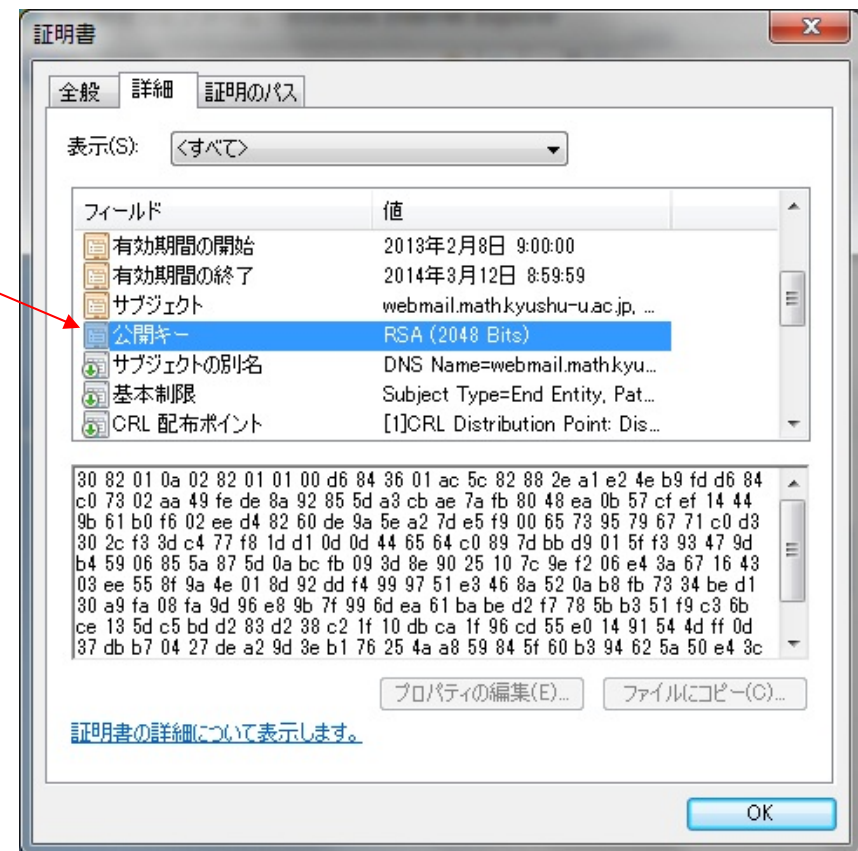 証明書
全般 詳細 証明のパス
表示(S): <すべて>
フィールド 値
有効期間の開始 2013年2月8日 9:00:00
有効期間の終了 2014年3月12日 8:59:59
サブジェクト webmail.math.kyushu-u.ac.jp, ...
公開キー RSA (2048 Bits)
サブジェクトの別名 DNS Name=webmail.math.kyu...
基本制限 Subject Type=End Entity, Pat...
CRL 配布ポイント [1]CRL Distribution Point: Dis...
30 82 01 0a 02 82 01 01 00 d6 84 36 01 ac 5c 82 88 2e a1 e2 4e b9 fd d6 84
c0 73 02 aa 49 fe de 8a 92 85 5d a3 cb ae 7a fb 80 48 ea 0b 57 cf ef 14 44
9b 61 b0 f6 02 ee d4 82 60 de 9a 5e a2 7d e5 f9 00 65 73 95 79 67 71 c0 d3
30 2c f3 3d c4 77 f8 1d d1 0d 0d 44 65 64 c0 89 7d bb d9 01 5f f3 93 47 9d
b4 59 06 85 5a 87 5d 0a bc fb 09 3d 8e 90 25 10 7c 9e f2 06 e4 3a 67 16 43
03 ee 55 8f 9a 4e 01 8d 92 dd f4 99 97 51 e3 46 8a 52 0a b8 fb 73 34 be d1
30 a9 fa 08 fa 9d 96 e8 9b 7f 99 6d ea 61 ba be d2 f7 78 5b b3 51 f9 c3 6b
ce 13 5d c5 bd d2 83 d2 38 c2 1f 10 db ca 1f 96 cd 55 e0 14 91 54 4d ff 0d
37 db b7 04 27 de a2 9d 3e b1 76 25 4a a8 59 84 5f 60 b3 94 62 5a 50 e4 3c
プロパティの編集(E)... ファイルにコピー(C)...
証明書の詳細について表示します。
OK